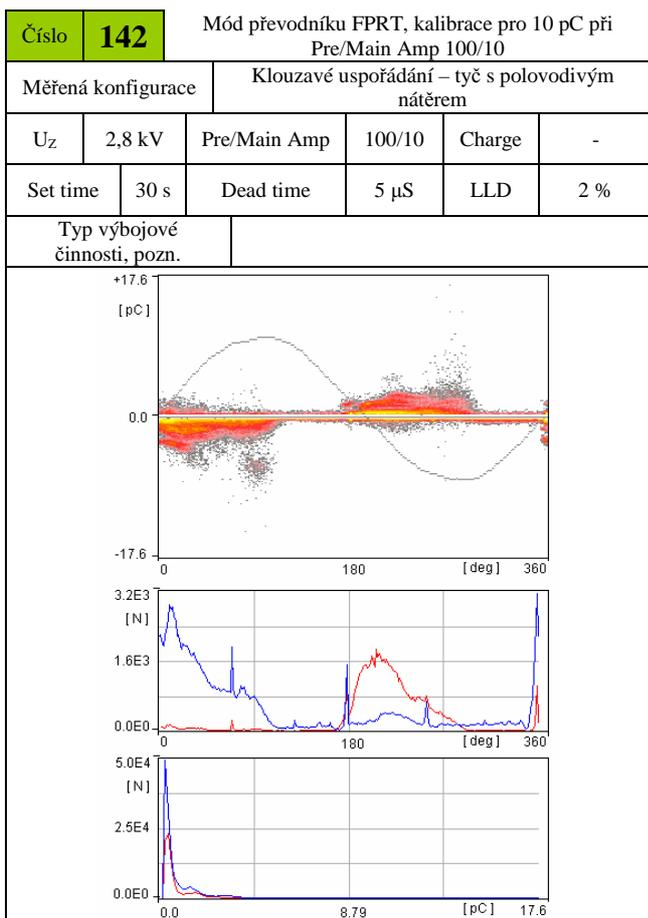 Číslo 142 Mód převodníku FPRT, kalibrace pro 10 pC při
Pre/Main Amp 100/10
Měřená konfigurace Klouzavé uspořádání – tyč s polovodivým
nátěrem
UZ 2,8 kV Pre/Main Amp 100/10 Charge -
Set time 30 s Dead time 5 μS LLD 2 %
Typ výbojové
činnosti, pozn.
+17.6
[pC]
0.0
-17.6
0 180 [deg] 360
3.2E3
[N]
1.6E3
0.0E0
0 180 [deg] 360
5.0E4
[N]
2.5E4
0.0E0
0.0 8.79 [pC] 17.6